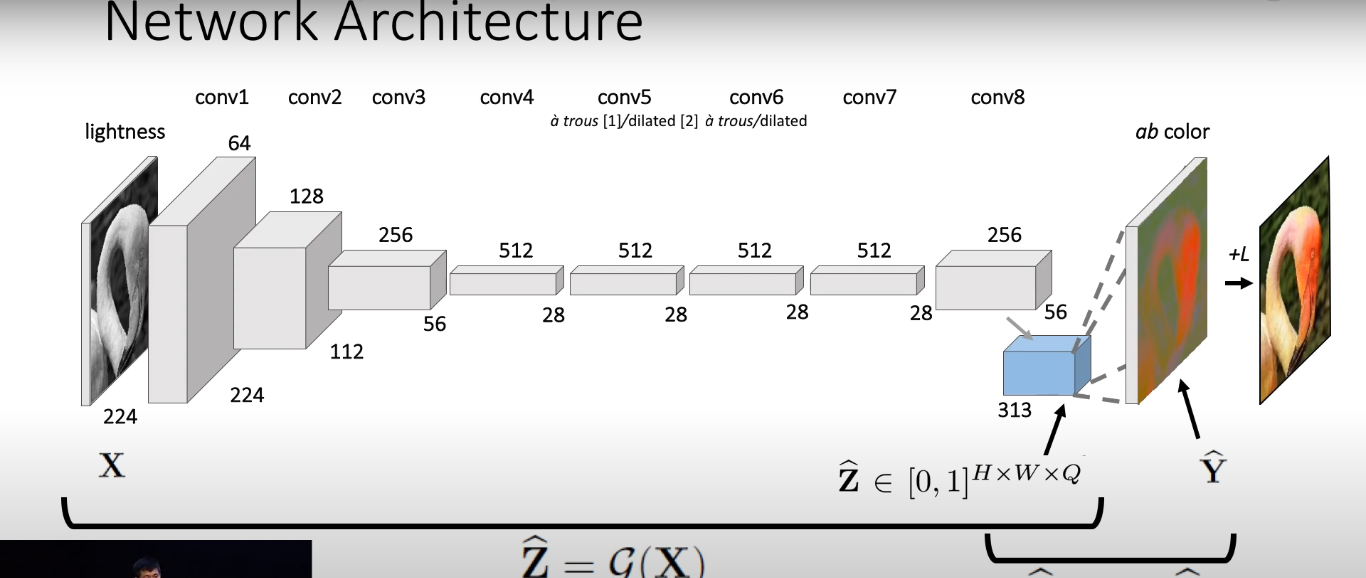 Network Architecture
conv1 conv2 conv3 conv4 conv5 conv6 conv7 conv8
à trous [1]/dilated [2] à trous/dilated
lightness
ab color
64
128
256
512
512
512
512
256
+L
56
28
28
28
28
56
112
224
224
313
X
Ẑ ∈ [0, 1]^{H×W×Q}
Ŷ
Ẑ = 𝒢(X)